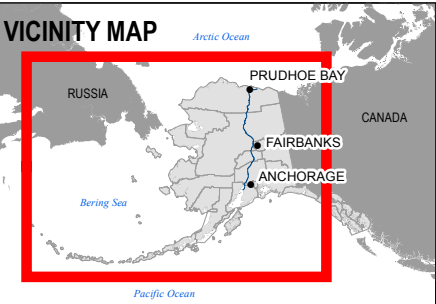 VICINITY MAP
Arctic Ocean
PRUDHOE BAY
RUSSIA
CANADA
FAIRBANKS
ANCHORAGE
Bering Sea
Pacific Ocean